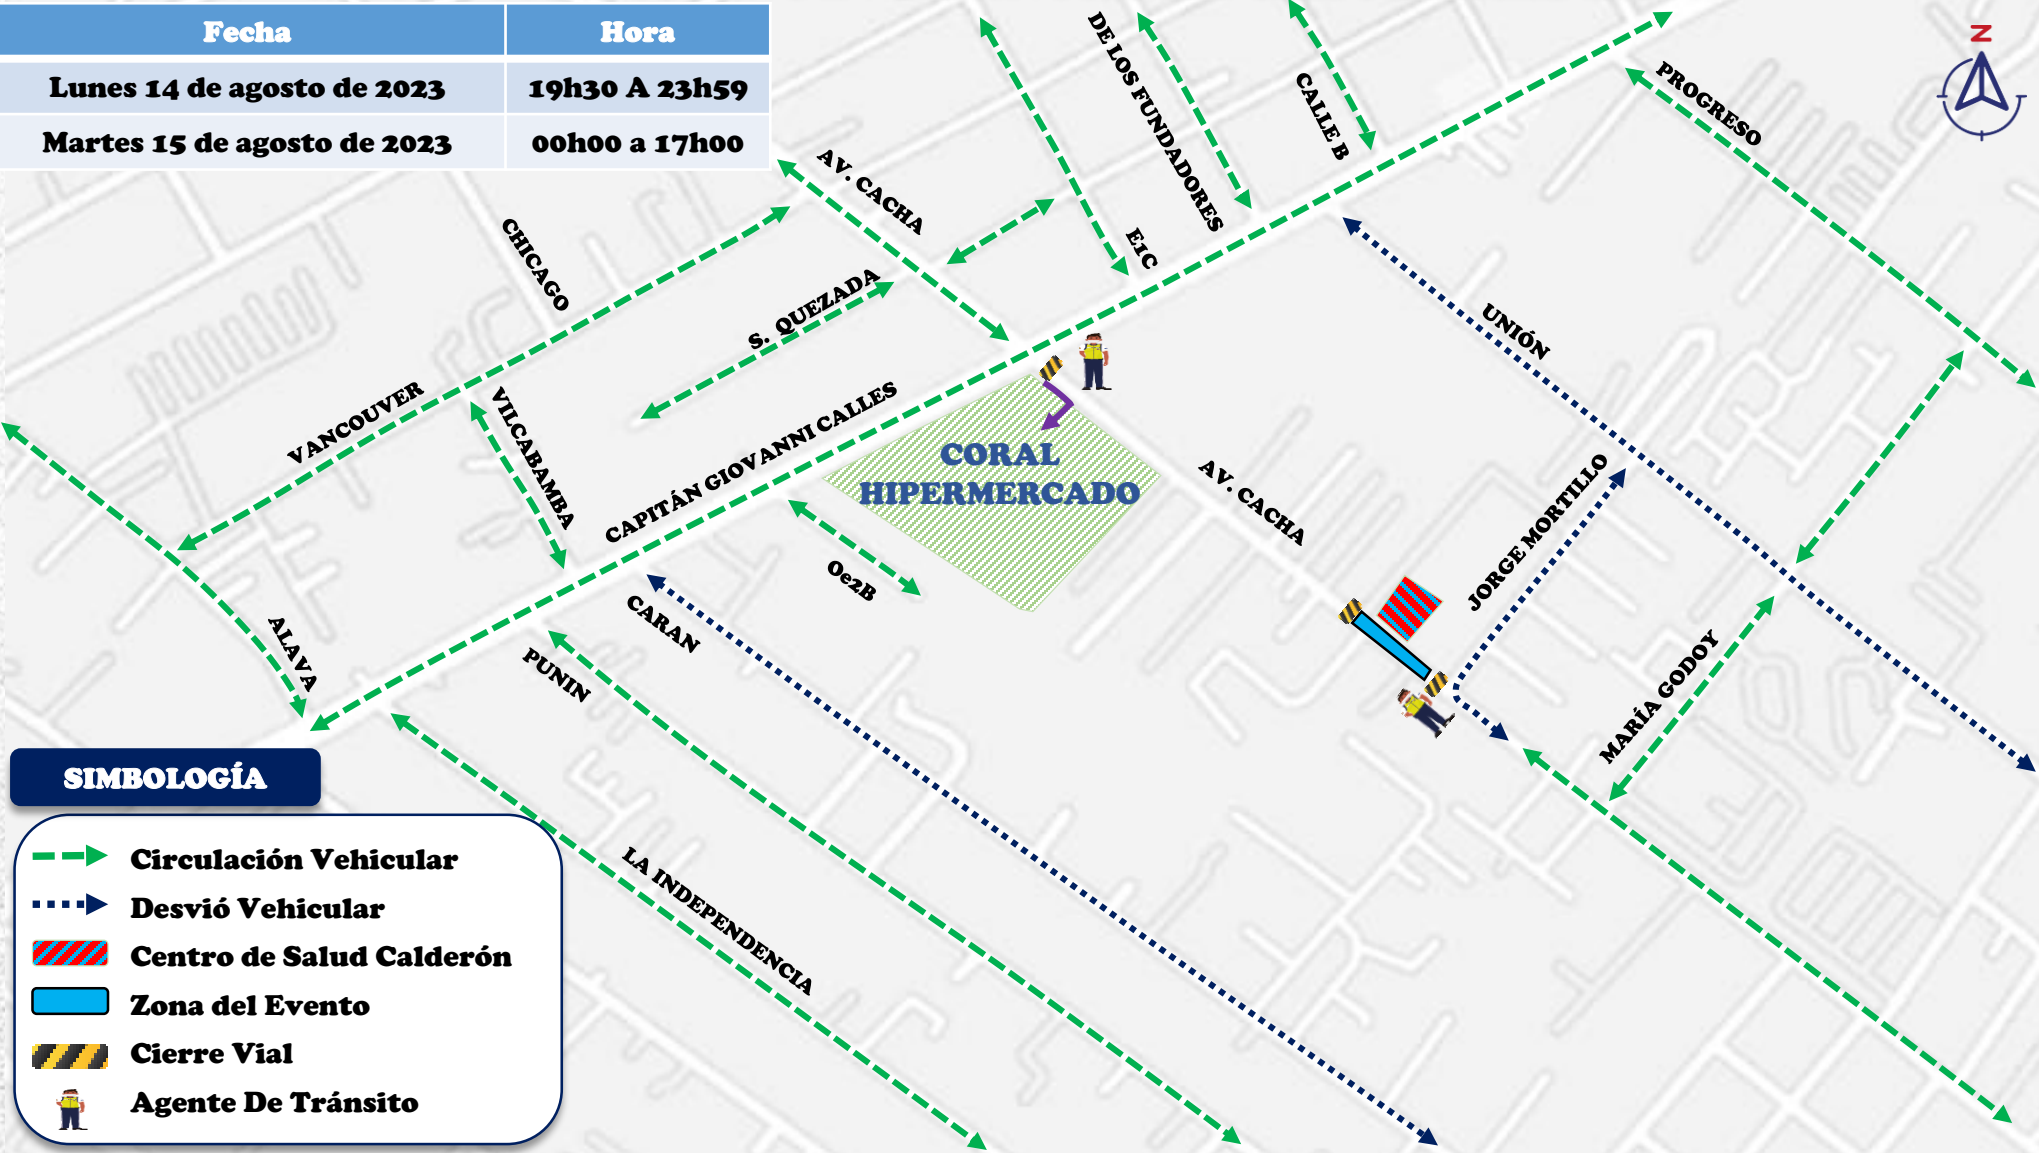 Fecha
Hora
Lunes 14 de agosto de 2023
19h30 A 23h59
Martes 15 de agosto de 2023
00h00 a 17h00
N
DE LOS FUNDADORES
CALLE B
PROGRESO
AV. CACHA
CHICAGO
E1C
S. QUEZADA
UNIÓN
VANCOUVER
VILCABAMBA
CAPITÁN GIOVANNI CALLES
CORAL
HIPERMERCADO
AV. CACHA
JORGE MORTILLO
Oe2B
CARAN
ALAVA
PUNIN
MARÍA GODOY
LA INDEPENDENCIA
SIMBOLOGÍA
Circulación Vehicular
Desvió Vehicular
Centro de Salud Calderón
Zona del Evento
Cierre Vial
Agente De Tránsito